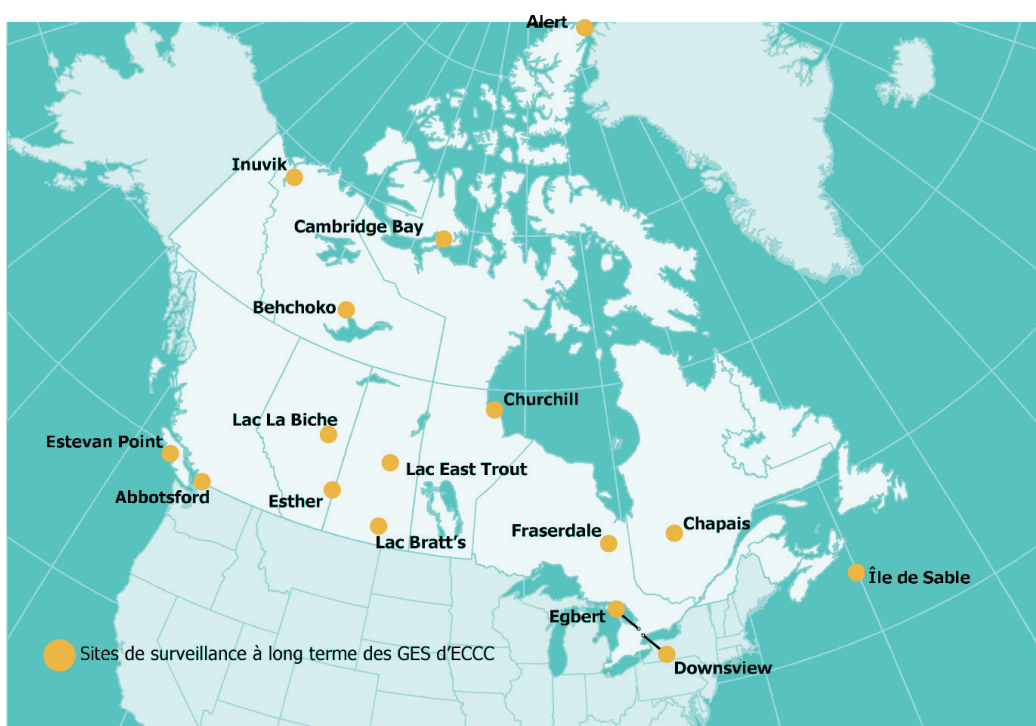 Alert
Inuvik
Cambridge Bay
Behchoko
Churchill
Lac La Biche
Estevan Point
Lac East Trout
Abbotsford
Esther
Lac Bratt's
Fraserdale
Chapais
Île de Sable
Egbert
Downsview
Sites de surveillance à long terme des GES d'ECCC